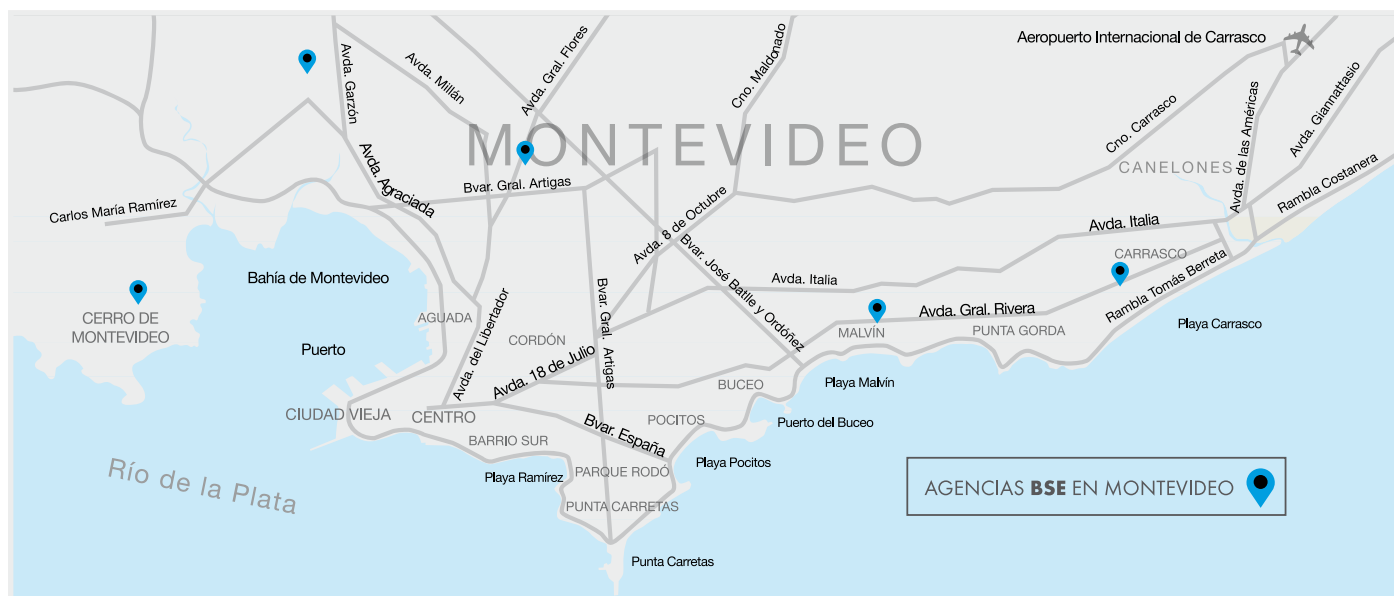 Aeropuerto Internacional de Carrasco
Avda. Garzón
Avda. Millán
Avda. Gral. Flores
Cno. Maldonado
MONTEVIDEO
Cno. Carrasco
Avda. de las Américas
Avda. Giannattasio
CANELONES
Avda. Agraciada
Bvar. Gral. Artigas
Carlos María Ramirez
Rambla Costanera
Avda. 8 de Octubre
Avda. Italia
Bvar. José Batlle y Ordóñez
CARRASCO
Bahía de Montevideo
Avda. Italia
Bvar. Gral. Artigas
Rambla Tomás Berreta
Avda. Gral. Rivera
CERRO DE
MONTEVIDEO
AGUADA
Avda. del Libertador
CORDÓN
MALVÍN
PUNTA GORDA
Playa Carrasco
Puerto
Avda. 18 de Julio
BUCEO
Playa Malvín
CIUDAD VIEJA
CENTRO
POCITOS
Puerto del Buceo
Bvar. España
BARRIO SUR
Playa Pocitos
PARQUE RODÓ
Playa Ramírez
Río de la Plata
PUNTA CARRETAS
AGENCIAS BSE EN MONTEVIDEO
Punta Carretas